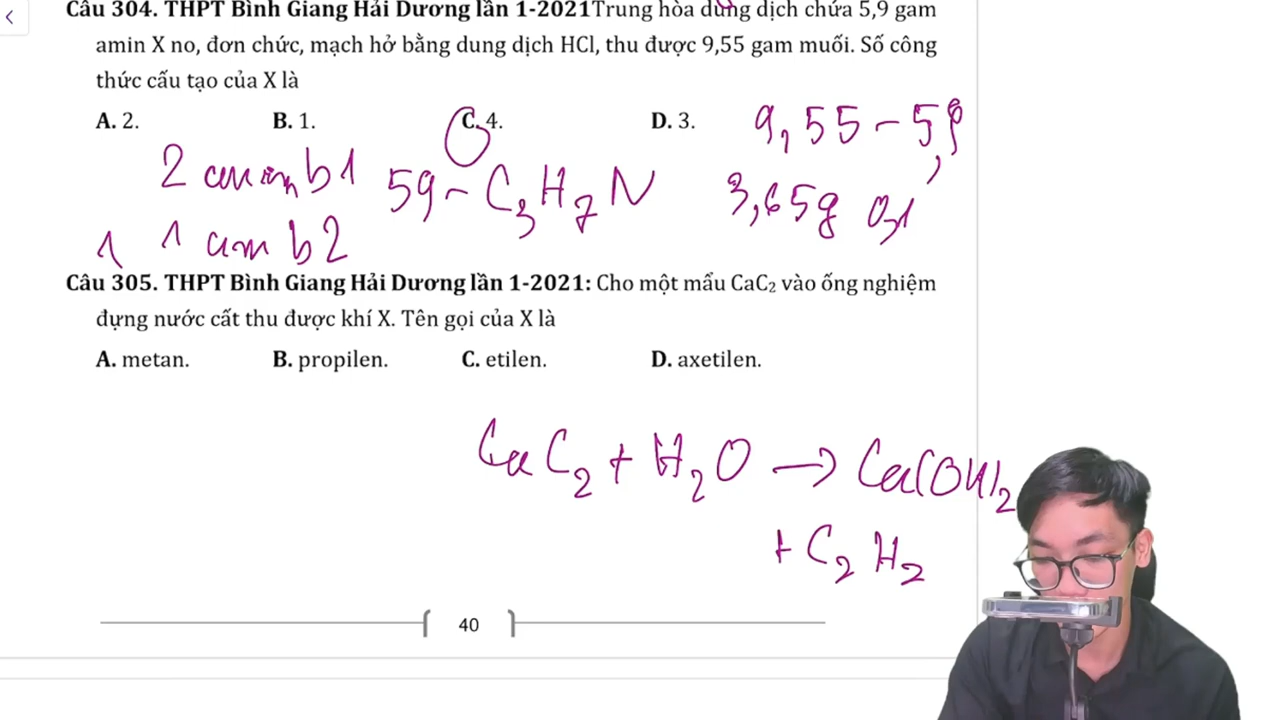 Câu 304. THPT Bình Giang Hải Dương lần 1-2021Trung hòa dung dịch chứa 5,9 gam
amin X no, đơn chức, mạch hở bằng dung dịch HCl, thu được 9,55 gam muối. Số công
thức cấu tạo của X là
A. 2. B. 1. C. 4. D. 3.
9,55 - 5,9
3,65g 0,1
2 amin b1
59 - C3H7N
1 1 am b2
Câu 305. THPT Bình Giang Hải Dương lần 1-2021: Cho một mẩu CaC2 vào ống nghiệm
đựng nước cất thu được khí X. Tên gọi của X là
A. metan. B. propilen. C. etilen. D. axetilen.
CaC2 + H2O → Ca(OH)2
+ C2H2
40